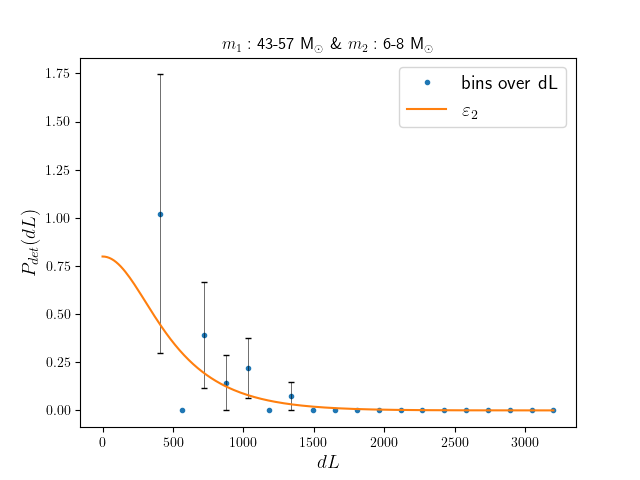 m₁ : 43-57 M⊙ & m₂ : 6-8 M⊙
bins over dL
ε₂
P_det(dL)
1.75
1.50
1.25
1.00
0.75
0.50
0.25
0.00
0 500 1000 1500 2000 2500 3000
dL